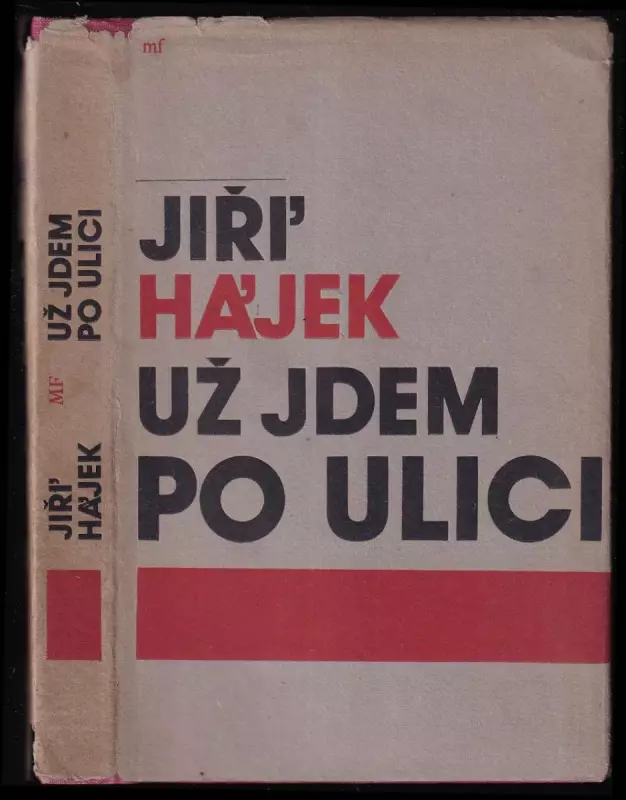 mf
JIŘÍ
HÁJEK
UŽ JDEM
PO ULICI
UŽ JDEM
PO ULICI
MF
JIŘÍ
HÁJEK